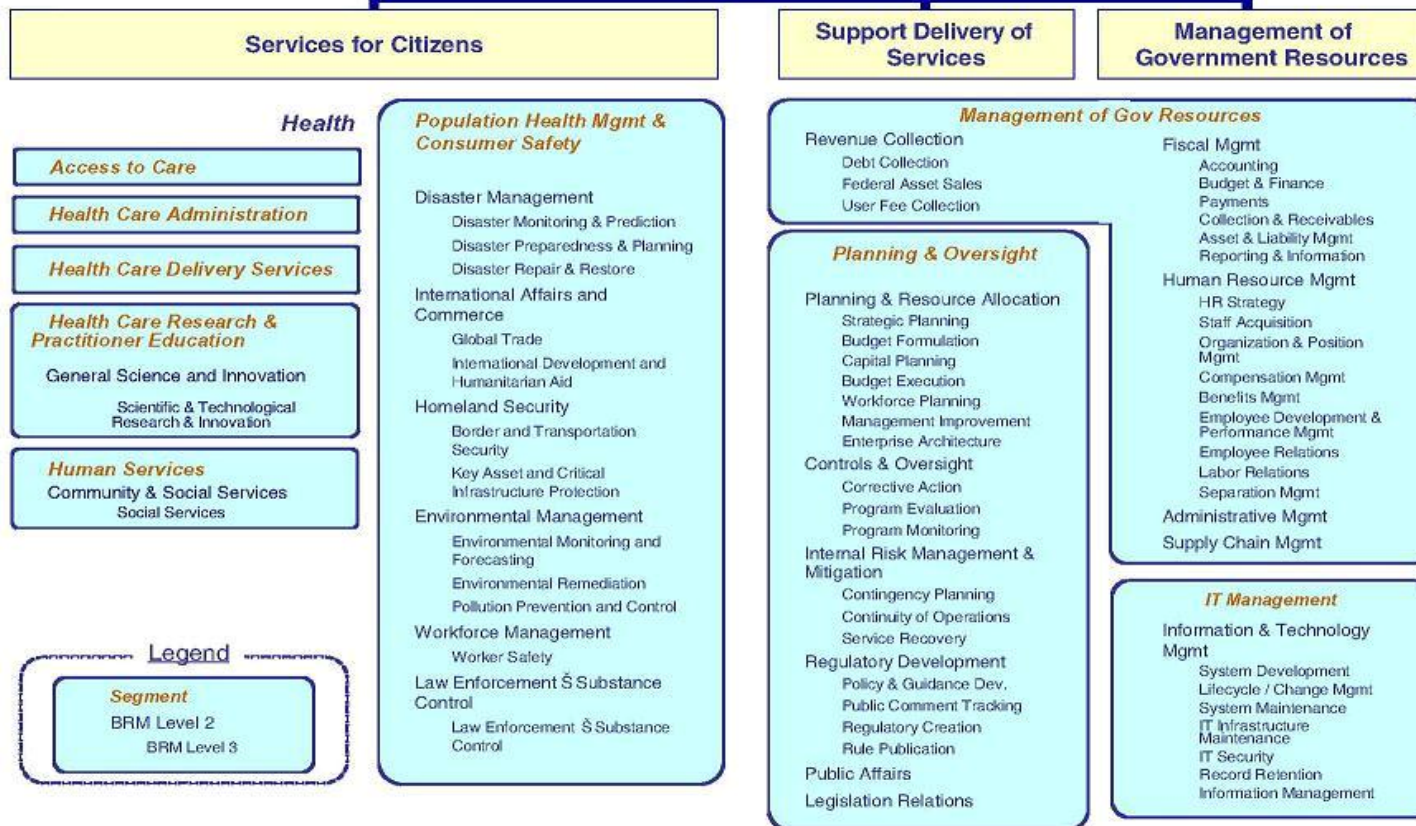 Services for Citizens
Support Delivery of
Services
Management of
Government Resources
Health
Access to Care
Health Care Administration
Health Care Delivery Services
Health Care Research &
Practitioner Education
General Science and Innovation
Scientific & Technological
Research & Innovation
Human Services
Community & Social Services
Social Services
Legend
Segment
BRM Level 2
BRM Level 3
Population Health Mgmt &
Consumer Safety
Disaster Management
Disaster Monitoring & Prediction
Disaster Preparedness & Planning
Disaster Repair & Restore
International Affairs and
Commerce
Global Trade
International Development and
Humanitarian Aid
Homeland Security
Border and Transportation
Security
Key Asset and Critical
Infrastructure Protection
Environmental Management
Environmental Monitoring and
Forecasting
Environmental Remediation
Pollution Prevention and Control
Workforce Management
Worker Safety
Law Enforcement Š Substance
Control
Law Enforcement Š Substance
Control
Management of Gov Resources
Revenue Collection
Debt Collection
Federal Asset Sales
User Fee Collection
Planning & Oversight
Planning & Resource Allocation
Strategic Planning
Budget Formulation
Capital Planning
Budget Execution
Workforce Planning
Management Improvement
Enterprise Architecture
Controls & Oversight
Corrective Action
Program Evaluation
Program Monitoring
Internal Risk Management &
Mitigation
Contingency Planning
Continuity of Operations
Service Recovery
Regulatory Development
Policy & Guidance Dev.
Public Comment Tracking
Regulatory Creation
Rule Publication
Public Affairs
Legislation Relations
Fiscal Mgmt
Accounting
Budget & Finance
Payments
Collection & Receivables
Asset & Liability Mgmt
Reporting & Information
Human Resource Mgmt
HR Strategy
Staff Acquisition
Organization & Position
Mgmt
Compensation Mgmt
Benefits Mgmt
Employee Development &
Performance Mgmt
Employee Relations
Labor Relations
Separation Mgmt
Administrative Mgmt
Supply Chain Mgmt
IT Management
Information & Technology
Mgmt
System Development
Lifecycle / Change Mgmt
System Maintenance
IT Infrastructure
Maintenance
IT Security
Record Retention
Information Management